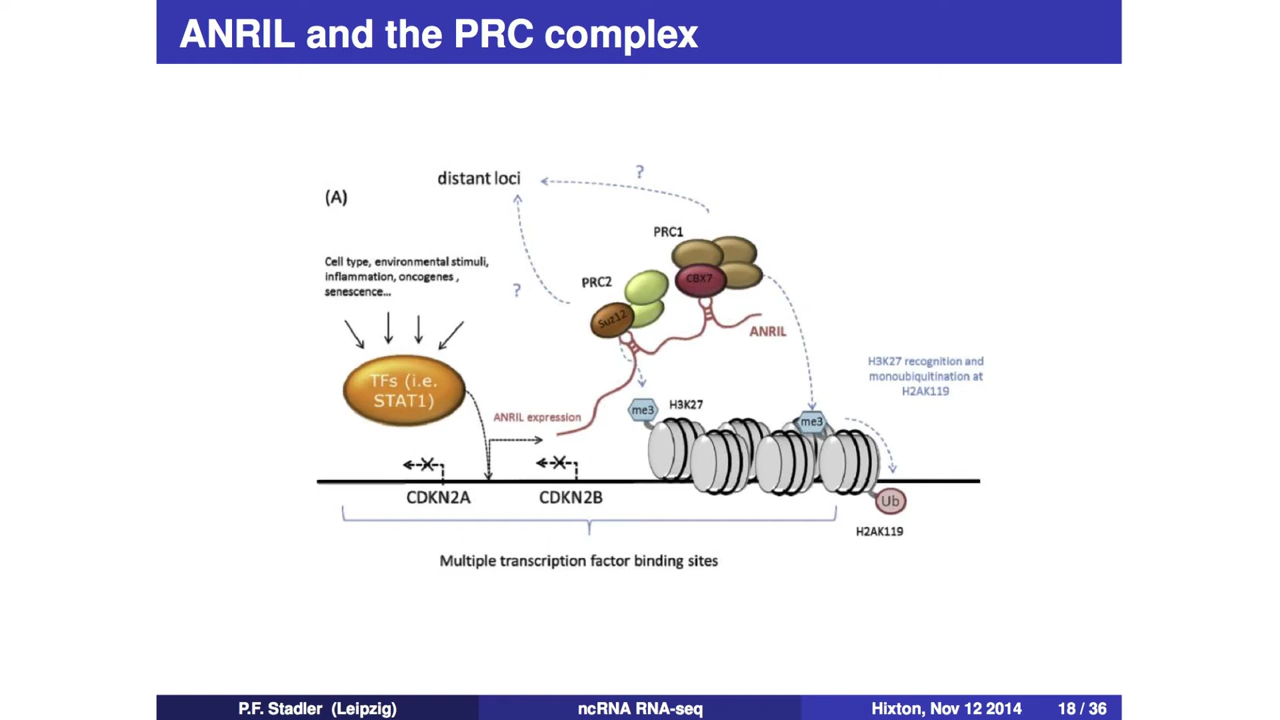 ANRIL and the PRC complex
distant loci
?
(A)
PRC1
Cell type, environmental stimuli,
inflammation, oncogenes ,
senescence...
PRC2
CBX7
?
Suz12
ANRIL
TFs (i.e.
STAT1)
H3K27 recognition and
monoubiquitination at
H2AK119
ANRIL expression
me3
H3K27
me3
CDKN2A
CDKN2B
Ub
H2AK119
Multiple transcription factor binding sites
P.F. Stadler (Leipzig)
ncRNA RNA-seq
Hixton, Nov 12 2014
18 / 36